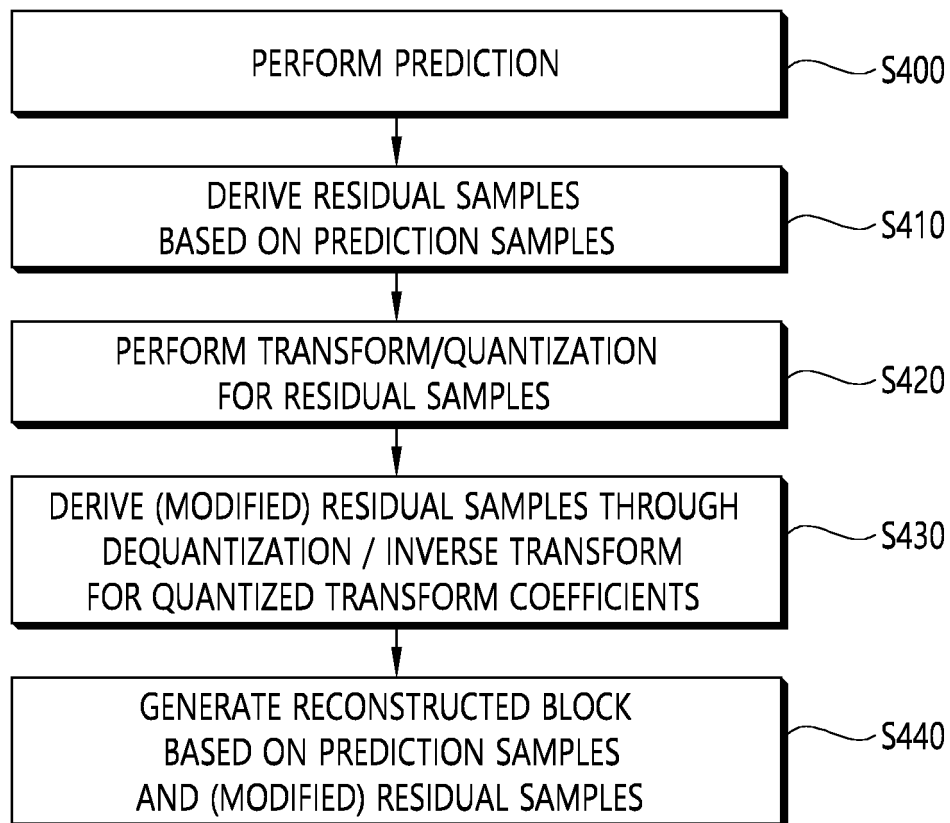 PERFORM PREDICTION
S400
DERIVE RESIDUAL SAMPLES
BASED ON PREDICTION SAMPLES
S410
PERFORM TRANSFORM/QUANTIZATION
FOR RESIDUAL SAMPLES
S420
DERIVE (MODIFIED) RESIDUAL SAMPLES THROUGH
DEQUANTIZATION / INVERSE TRANSFORM
FOR QUANTIZED TRANSFORM COEFFICIENTS
S430
GENERATE RECONSTRUCTED BLOCK
BASED ON PREDICTION SAMPLES
AND (MODIFIED) RESIDUAL SAMPLES
S440